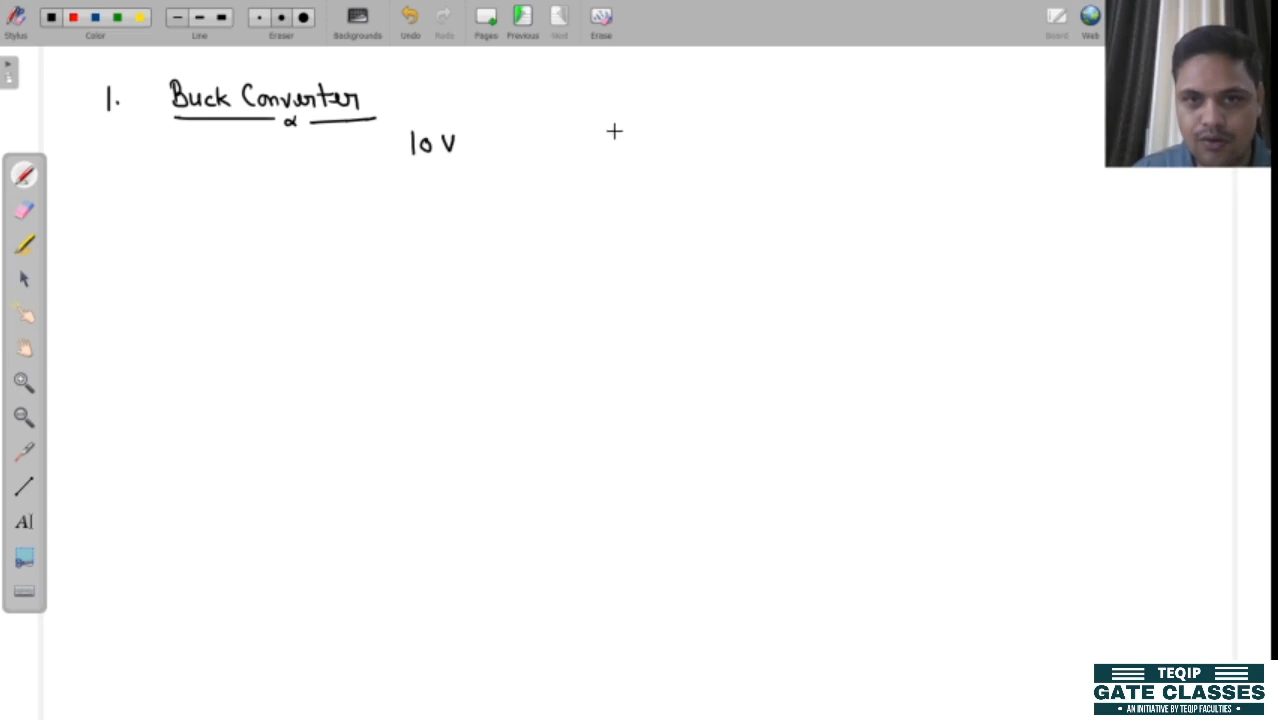 Stylus
Color
Line
Eraser
Backgrounds
Undo
Redo
Pages
Previous
Erase
Board
Web
1. Buck Converter
α
10 V
AI
TEQIP
GATE CLASSES
• AN INITIATIVE BY TEQIP FACULTIES •